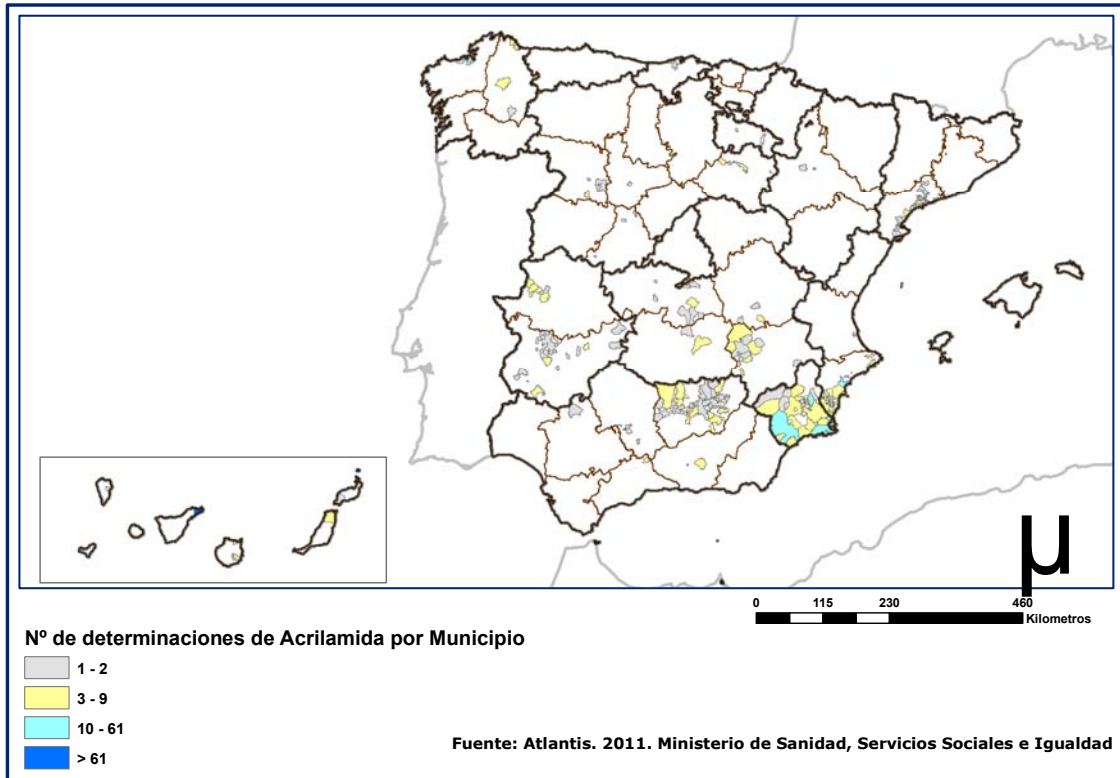 µ
0 115 230 460
Kilometros
Nº de determinaciones de Acrilamida por Municipio
1 - 2
3 - 9
10 - 61
> 61
Fuente: Atlantis. 2011. Ministerio de Sanidad, Servicios Sociales e Igualdad